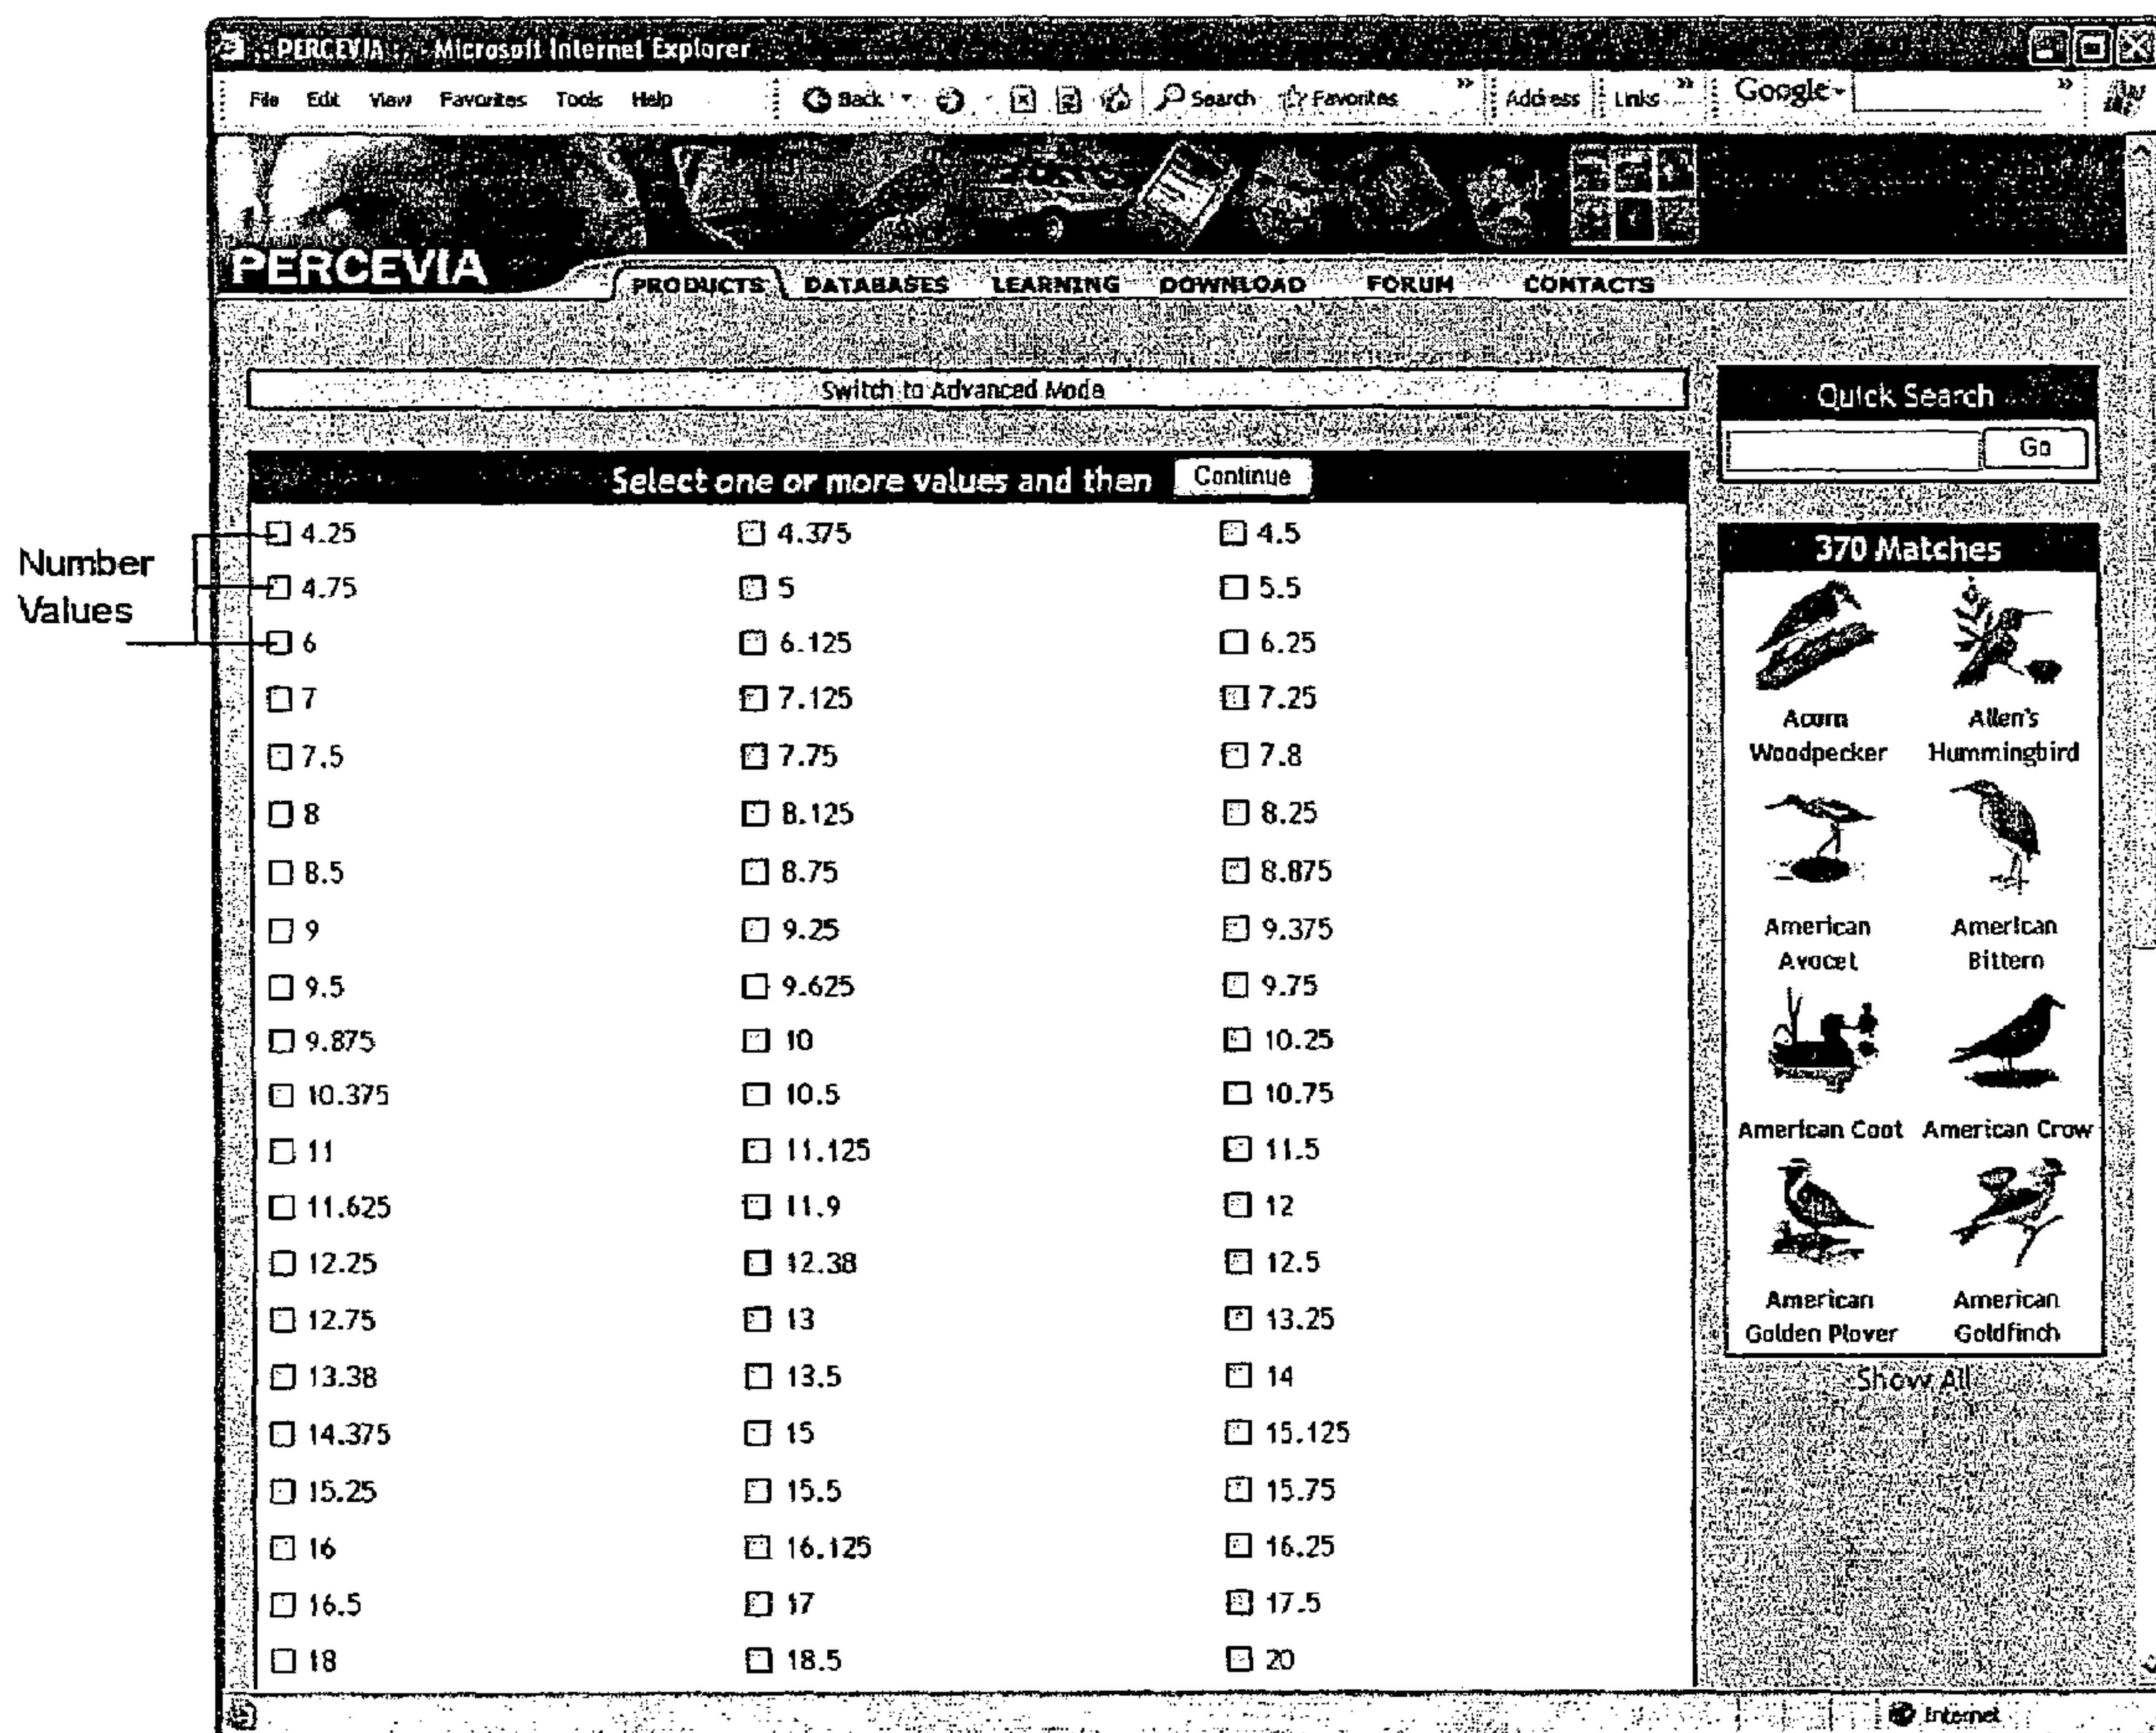 .: PERCEVIA :. - Microsoft Internet Explorer
File Edit View Favorites Tools Help Back Search Favorites » Address Links » Google »
PERCEVIA
PRODUCTS DATABASES LEARNING DOWNLOAD FORUM CONTACTS
Switch to Advanced Mode
Select one or more values and then Continue
Number
Values
4.25 4.375 4.5
4.75 5 5.5
6 6.125 6.25
7 7.125 7.25
7.5 7.75 7.8
8 8.125 8.25
8.5 8.75 8.875
9 9.25 9.375
9.5 9.625 9.75
9.875 10 10.25
10.375 10.5 10.75
11 11.125 11.5
11.625 11.9 12
12.25 12.38 12.5
12.75 13 13.25
13.38 13.5 14
14.375 15 15.125
15.25 15.5 15.75
16 16.125 16.25
16.5 17 17.5
18 18.5 20
Quick Search
Go
370 Matches
Acorn Allen's
Woodpecker Hummingbird
American American
Avocet Bittern
American Coot American Crow
American American
Golden Plover Goldfinch
Show All
Internet